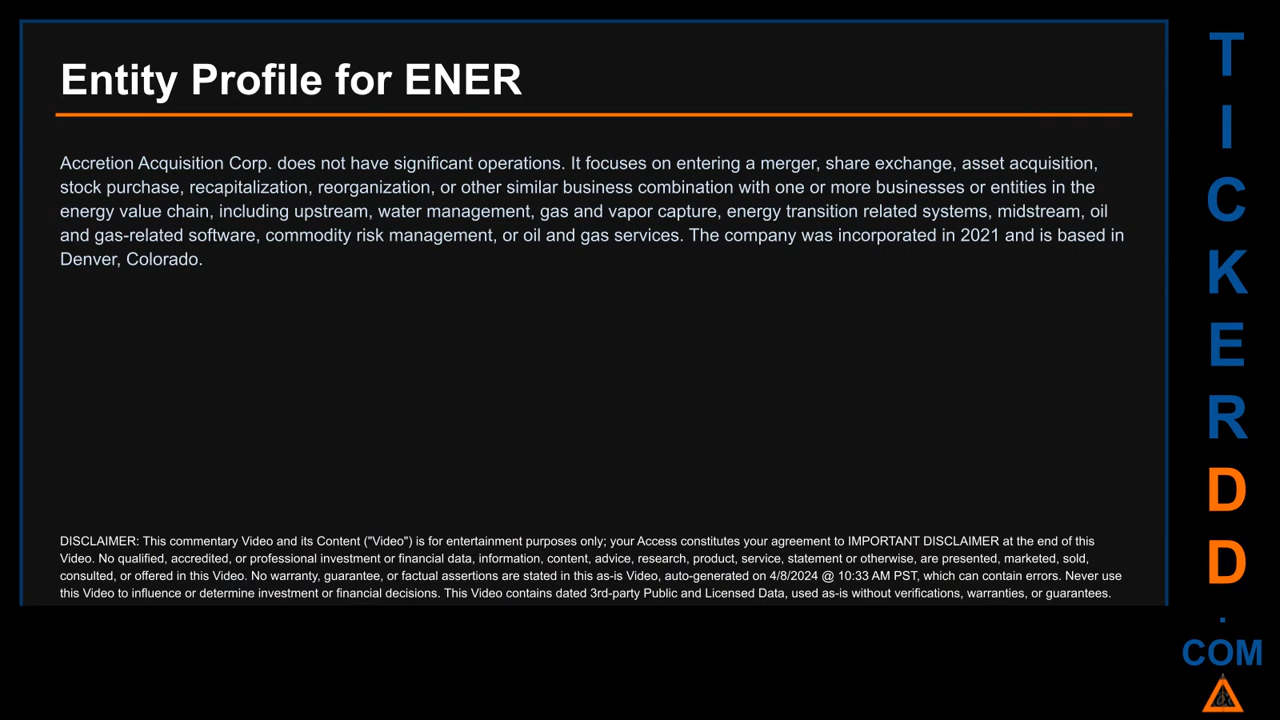 Entity Profile for ENER
Accretion Acquisition Corp. does not have significant operations. It focuses on entering a merger, share exchange, asset acquisition,
stock purchase, recapitalization, reorganization, or other similar business combination with one or more businesses or entities in the
energy value chain, including upstream, water management, gas and vapor capture, energy transition related systems, midstream, oil
and gas-related software, commodity risk management, or oil and gas services. The company was incorporated in 2021 and is based in
Denver, Colorado.
DISCLAIMER: This commentary Video and its Content ("Video") is for entertainment purposes only; your Access constitutes your agreement to IMPORTANT DISCLAIMER at the end of this
Video. No qualified, accredited, or professional investment or financial data, information, content, advice, research, product, service, statement or otherwise, are presented, marketed, sold,
consulted, or offered in this Video. No warranty, guarantee, or factual assertions are stated in this as-is Video, auto-generated on 4/8/2024 @ 10:33 AM PST, which can contain errors. Never use
this Video to influence or determine investment or financial decisions. This Video contains dated 3rd-party Public and Licensed Data, used as-is without verifications, warranties, or guarantees.
T
I
C
K
E
R
D
D
.
COM